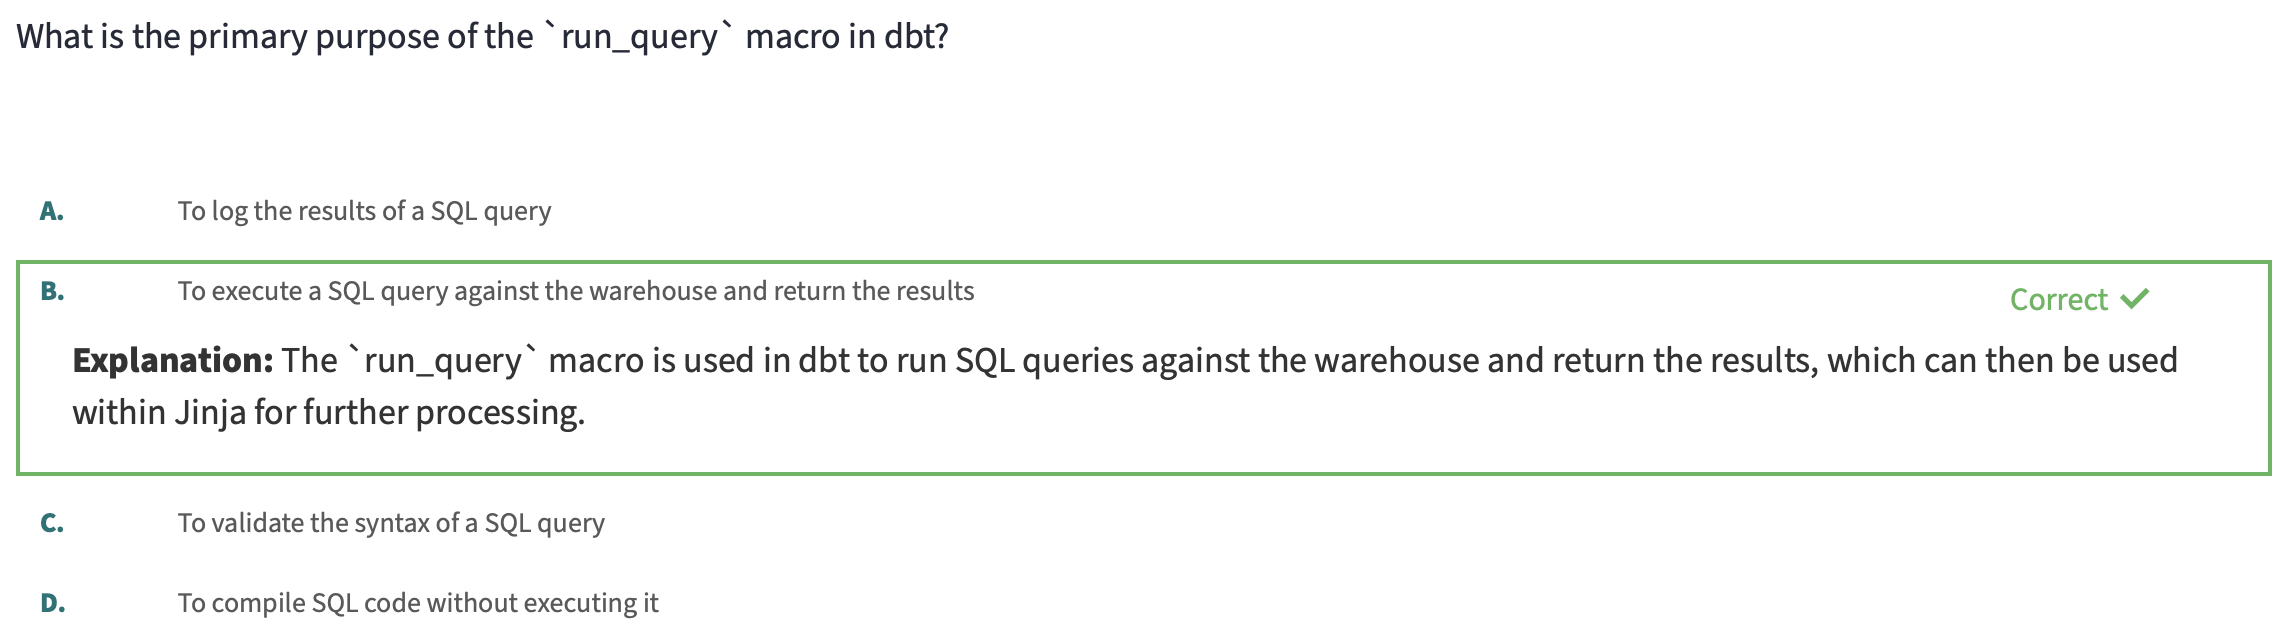 What is the primary purpose of the `run_query` macro in dbt?
A. To log the results of a SQL query
B. To execute a SQL query against the warehouse and return the results
Correct ✔
Explanation: The `run_query` macro is used in dbt to run SQL queries against the warehouse and return the results, which can then be used
within Jinja for further processing.
C. To validate the syntax of a SQL query
D. To compile SQL code without executing it